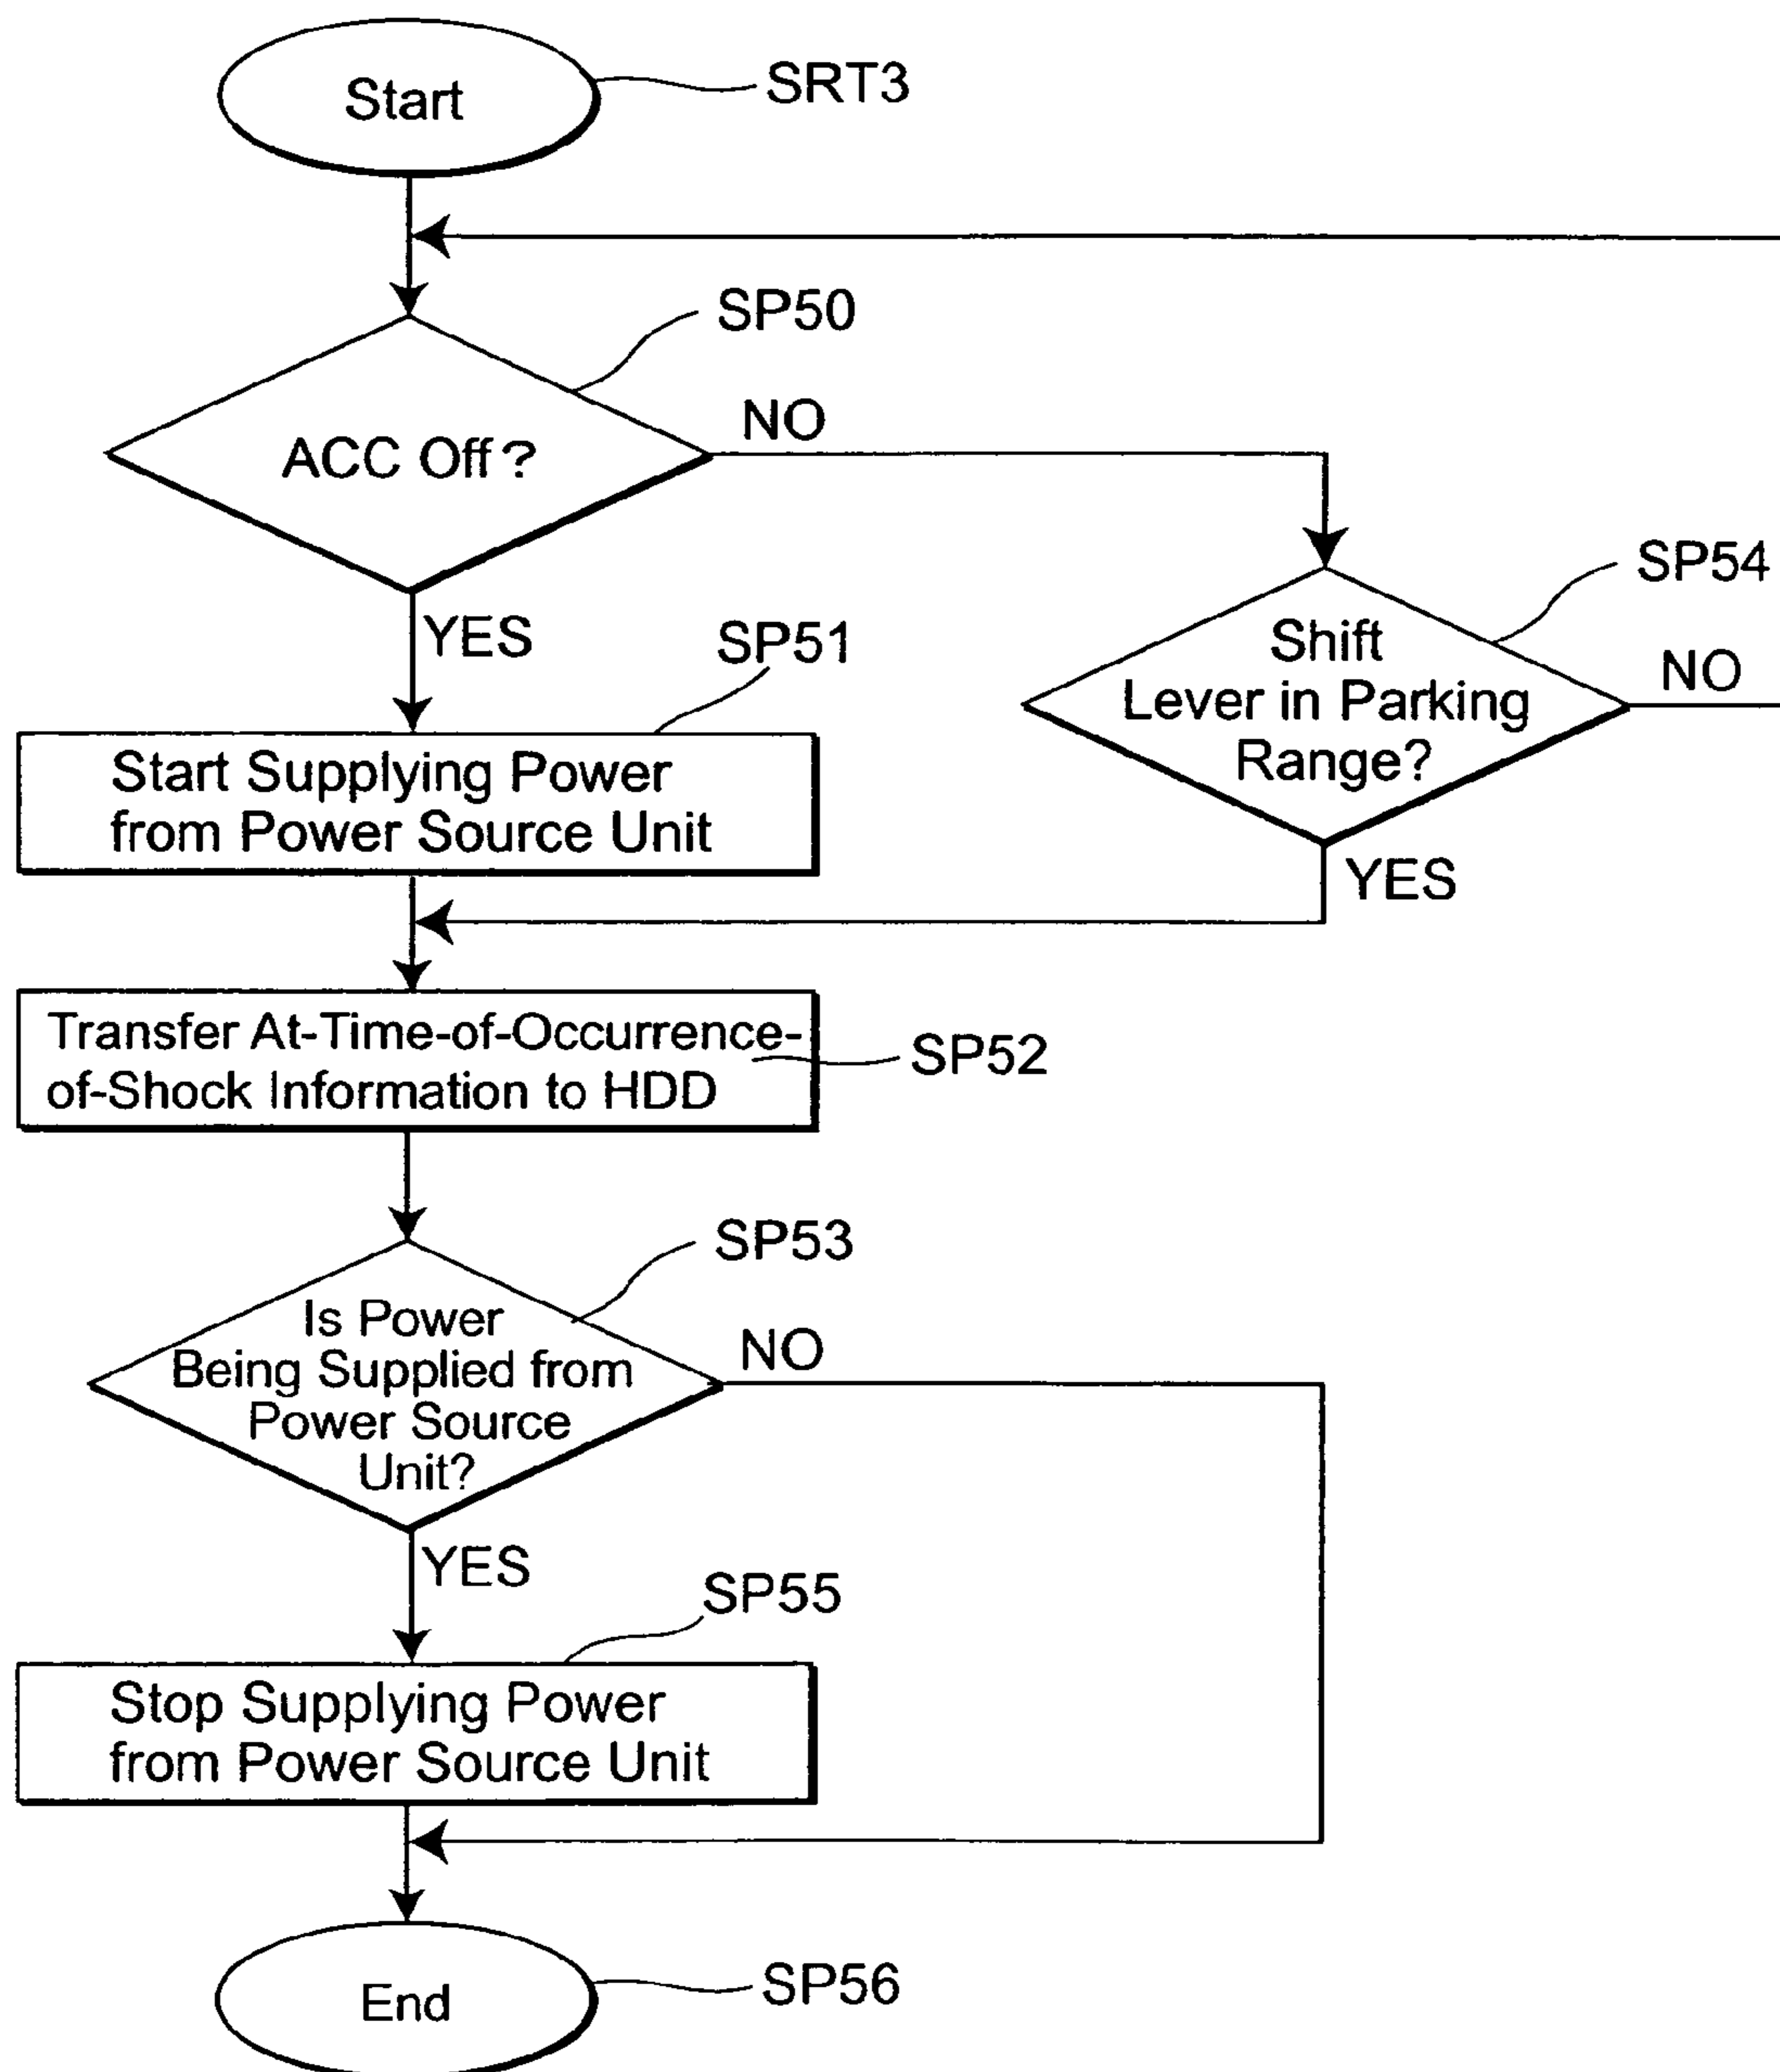 Start
SRT3
SP50
ACC Off?
NO
YES
SP54
Shift
Lever in Parking
Range?
NO
YES
SP51
Start Supplying Power
from Power Source Unit
Transfer At-Time-of-Occurrence-
of-Shock Information to HDD
SP52
SP53
Is Power
Being Supplied from
Power Source
Unit?
NO
YES
SP55
Stop Supplying Power
from Power Source Unit
End
SP56